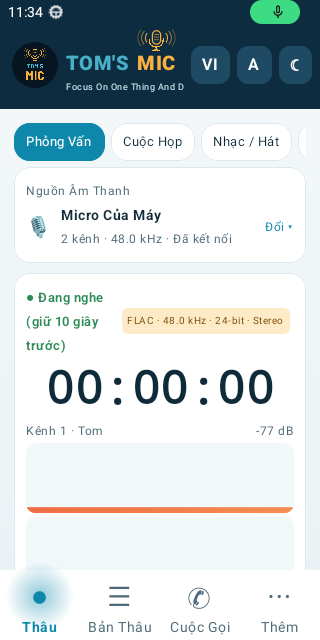 11:34
TOM'S MIC
TOM'S MIC
Focus On One Thing And D
VI
A
Phỏng Vấn
Cuộc Họp
Nhạc / Hát
Nguồn Âm Thanh
Micro Của Máy
2 kênh · 48.0 kHz · Đã kết nối
Đổi
● Đang nghe
(giữ 10 giây
trước)
FLAC · 48.0 kHz · 24-bit · Stereo
00:00:00
Kênh 1 · Tom
-77 dB
Thâu
Bản Thâu
Cuộc Gọi
Thêm